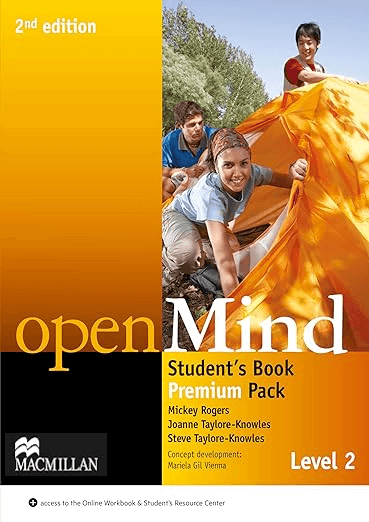 2nd edition
openMind
Student's Book
Premium Pack
Mickey Rogers
Joanne Taylore-Knowles
Steve Taylore-Knowles
Concept development:
Mariela Gil Vierma
Level 2
MACMILLAN
+ access to the Online Workbook & Student's Resource Center